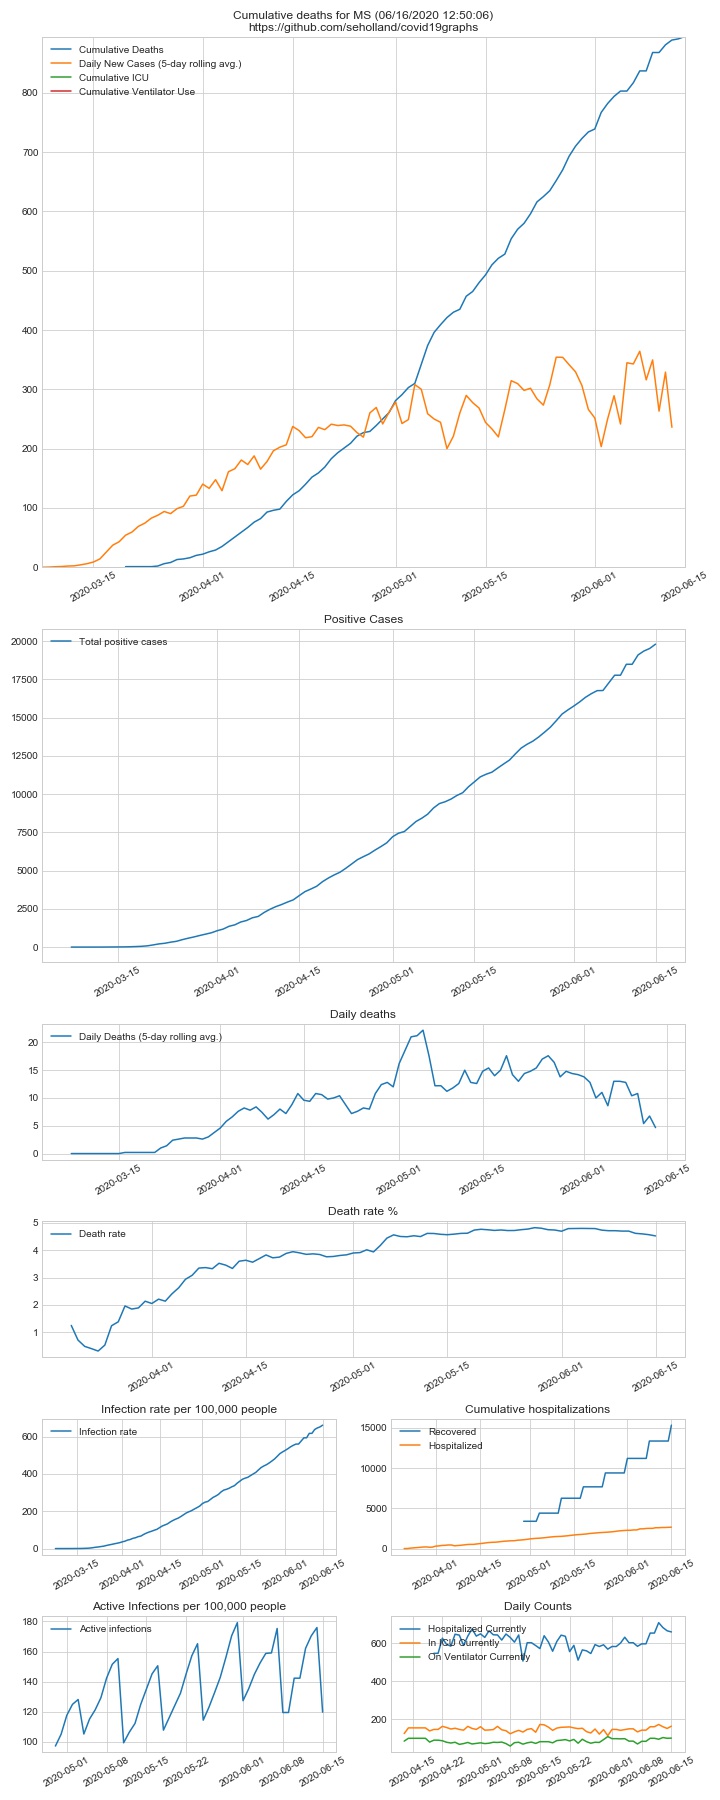 Cumulative deaths for MS (06/16/2020 12:50:06)
https://github.com/seholland/covid19graphs
Cumulative Deaths
Daily New Cases (5-day rolling avg.)
Cumulative ICU
Cumulative Ventilator Use
800
700
600
500
400
300
200
100
0
2020-03-15 2020-04-01 2020-04-15 2020-05-01 2020-05-15 2020-06-01 2020-06-15
Positive Cases
Total positive cases
20000
17500
15000
12500
10000
7500
5000
2500
0
2020-03-15 2020-04-01 2020-04-15 2020-05-01 2020-05-15 2020-06-01 2020-06-15
Daily deaths
Daily Deaths (5-day rolling avg.)
20
15
10
5
0
2020-03-15 2020-04-01 2020-04-15 2020-05-01 2020-05-15 2020-06-01 2020-06-15
Death rate %
Death rate
5
4
3
2
1
2020-04-01 2020-04-15 2020-05-01 2020-05-15 2020-06-01 2020-06-15
Infection rate per 100,000 people
Infection rate
600
400
200
0
2020-03-15 2020-04-01 2020-04-15 2020-05-01 2020-05-15 2020-06-01 2020-06-15
Cumulative hospitalizations
Recovered
Hospitalized
15000
10000
5000
0
2020-04-01 2020-04-15 2020-05-01 2020-05-15 2020-06-01 2020-06-15
Active Infections per 100,000 people
Active infections
180
160
140
120
100
2020-05-01 2020-05-08 2020-05-15 2020-05-22 2020-06-01 2020-06-08 2020-06-15
Daily Counts
Hospitalized Currently
In ICU Currently
On Ventilator Currently
600
400
200
2020-04-15 2020-04-22 2020-05-01 2020-05-08 2020-05-15 2020-05-22 2020-06-01 2020-06-08 2020-06-15